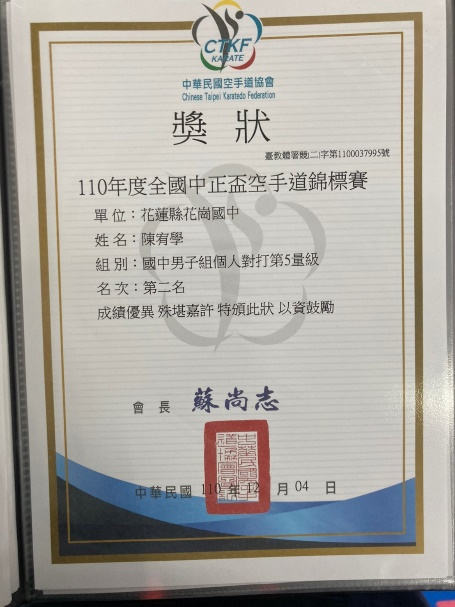 CTKF
KARATE
中華民國空手道協會
Chinese Taipei Karatedo Federation
獎狀
臺教體署競(二)字第1100037995號
110年度全國中正盃空手道錦標賽
單位：花蓮縣花崗國中
姓名：陳宥學
組別：國中男子組個人對打第5量級
名次：第二名
成績優異 殊堪嘉許 特頒此狀 以資鼓勵
會長 蘇尚志
中華民國 110 年 12 月 04 日